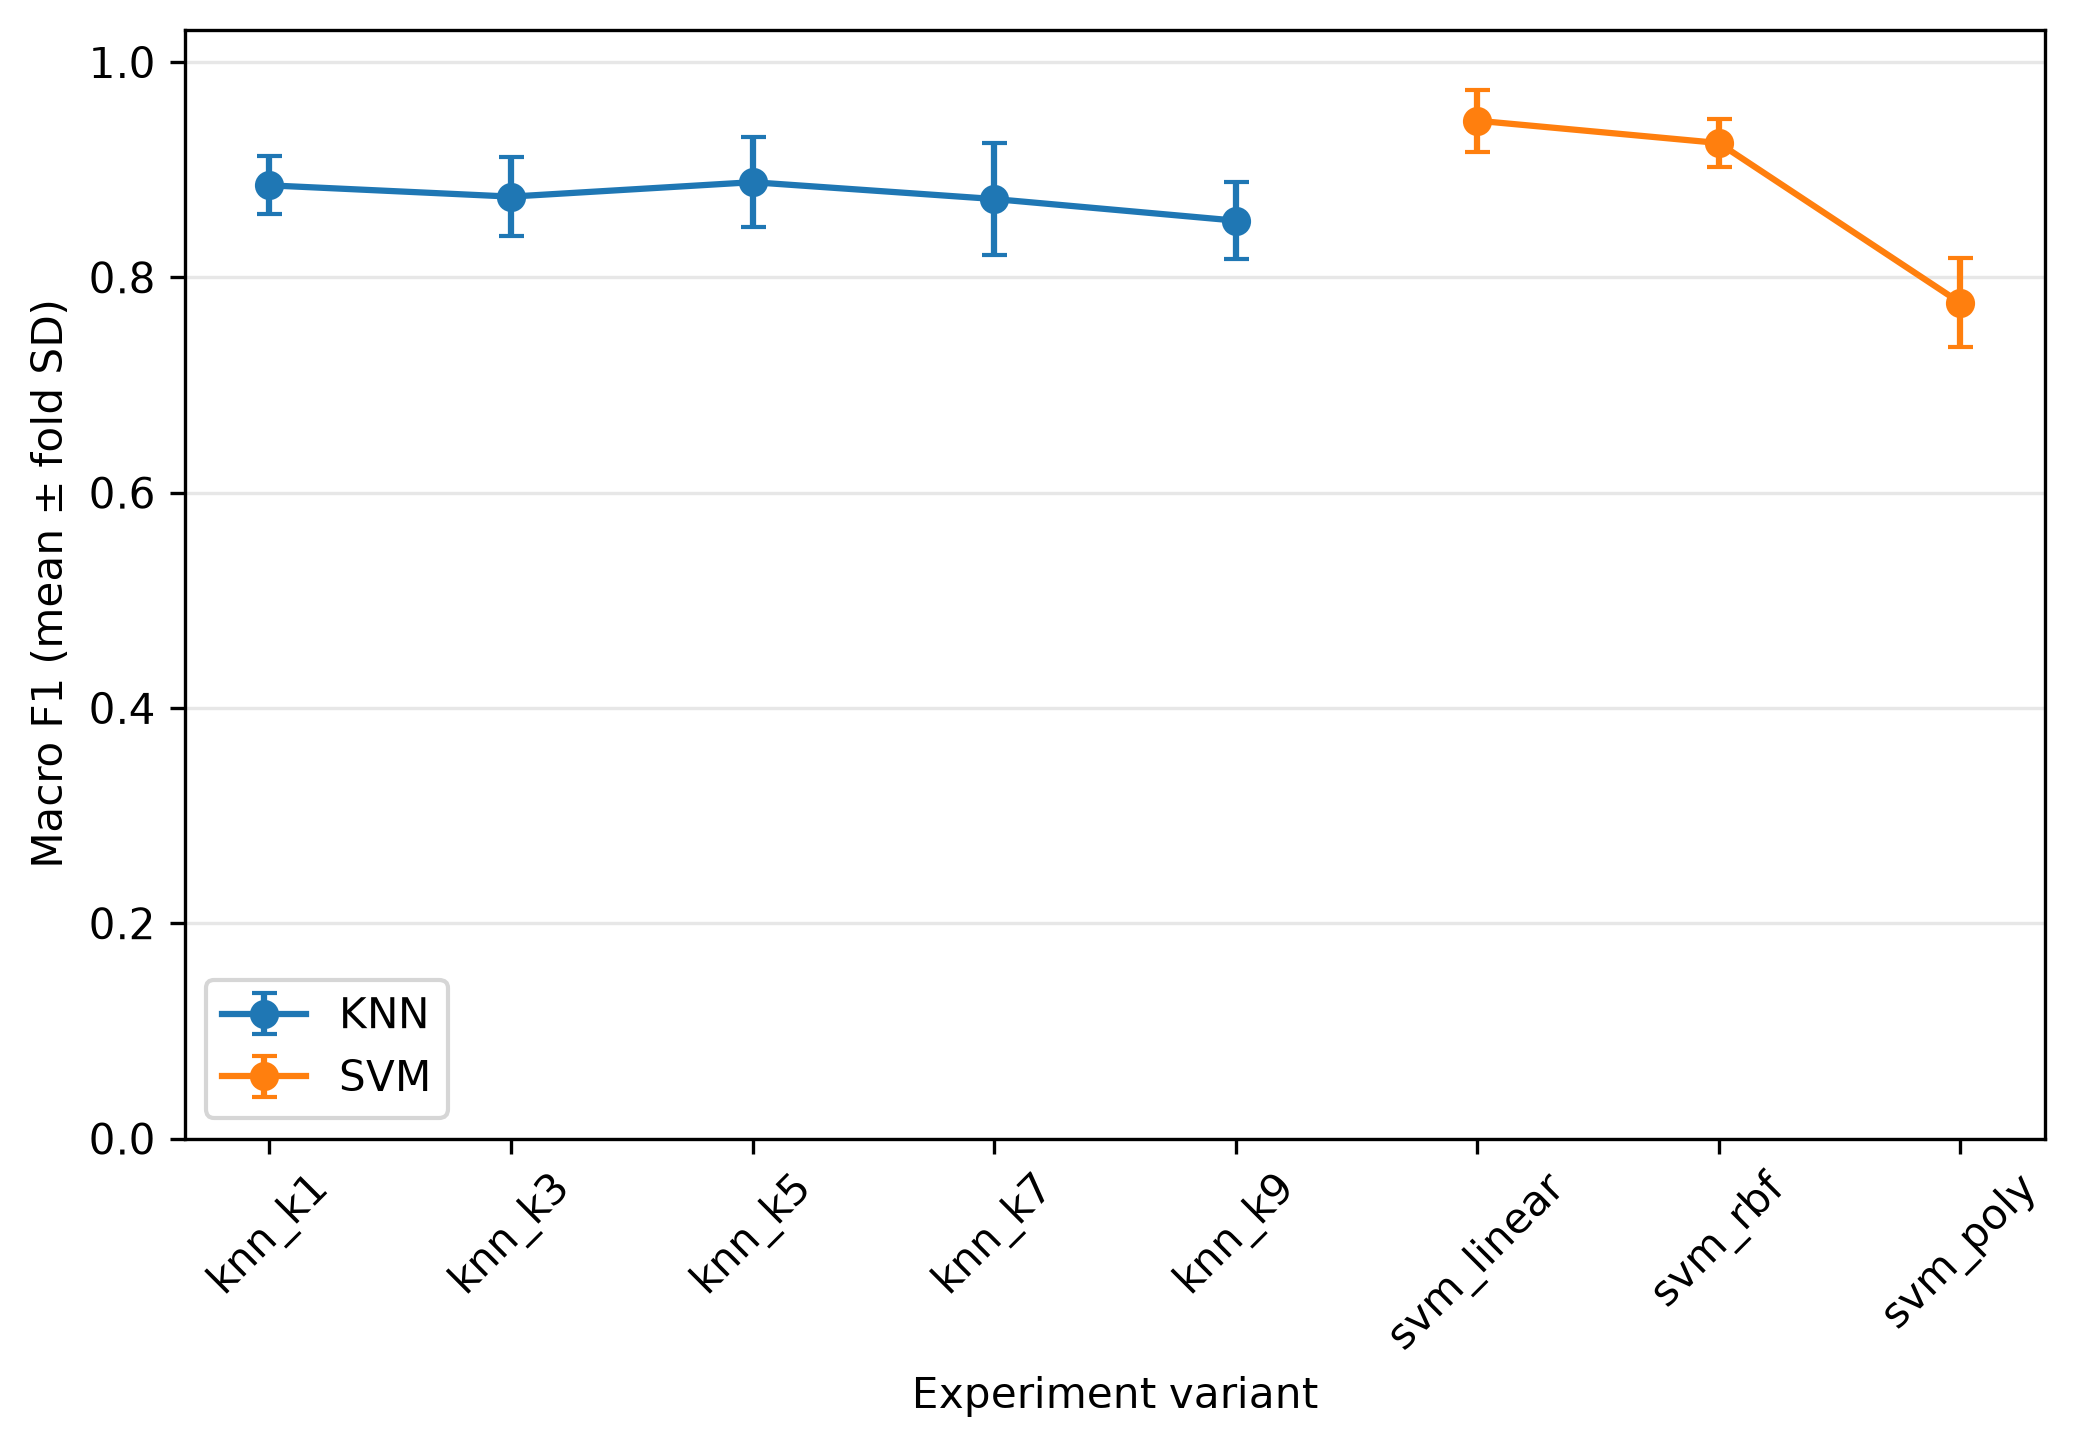 Macro F1 (mean ± fold SD)
1.0
0.8
0.6
0.4
0.2
0.0
KNN
SVM
knn_k1
knn_k3
knn_k5
knn_k7
knn_k9
svm_linear
svm_rbf
svm_poly
Experiment variant